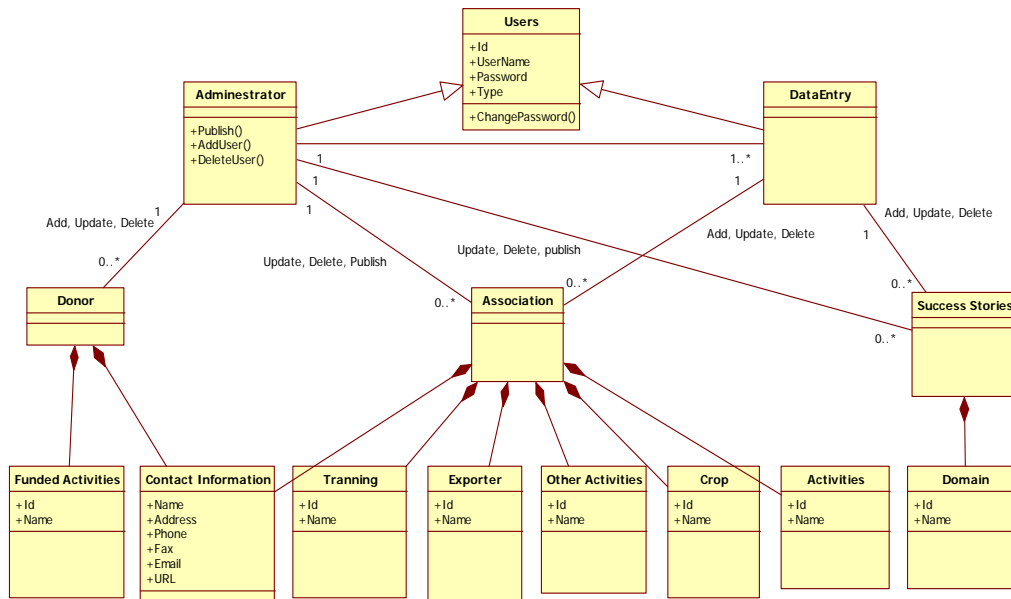 Users
+Id
+UserName
+Password
+Type
+ChangePassword()
Adminestrator
+Publish()
+AddUser()
+DeleteUser()
DataEntry
1
1..*
1
1
1
1
Add, Update, Delete
0..*
Update, Delete, Publish
0..*
Update, Delete, publish
0..*
Add, Update, Delete
0..*
Add, Update, Delete
1
0..*
Donor
Association
Success Stories
Funded Activities
+Id
+Name
Contact Information
+Name
+Address
+Phone
+Fax
+Email
+URL
Tranning
+Id
+Name
Exporter
+Id
+Name
Other Activities
+Id
+Name
Crop
+Id
+Name
Activities
+Id
+Name
Domain
+Id
+Name